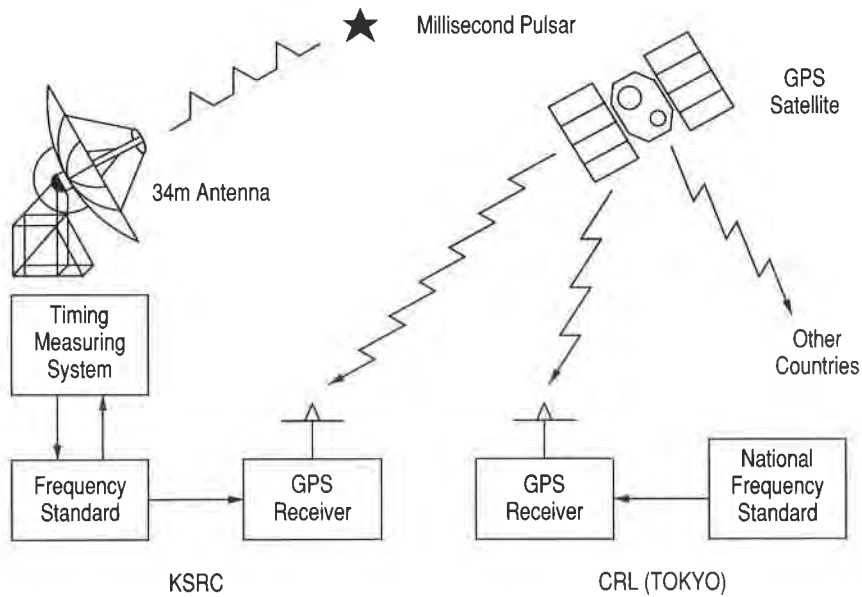 Millisecond Pulsar
GPS
Satellite
34m Antenna
Timing
Measuring
System
Other
Countries
Frequency
Standard
GPS
Receiver
GPS
Receiver
National
Frequency
Standard
KSRC
CRL (TOKYO)